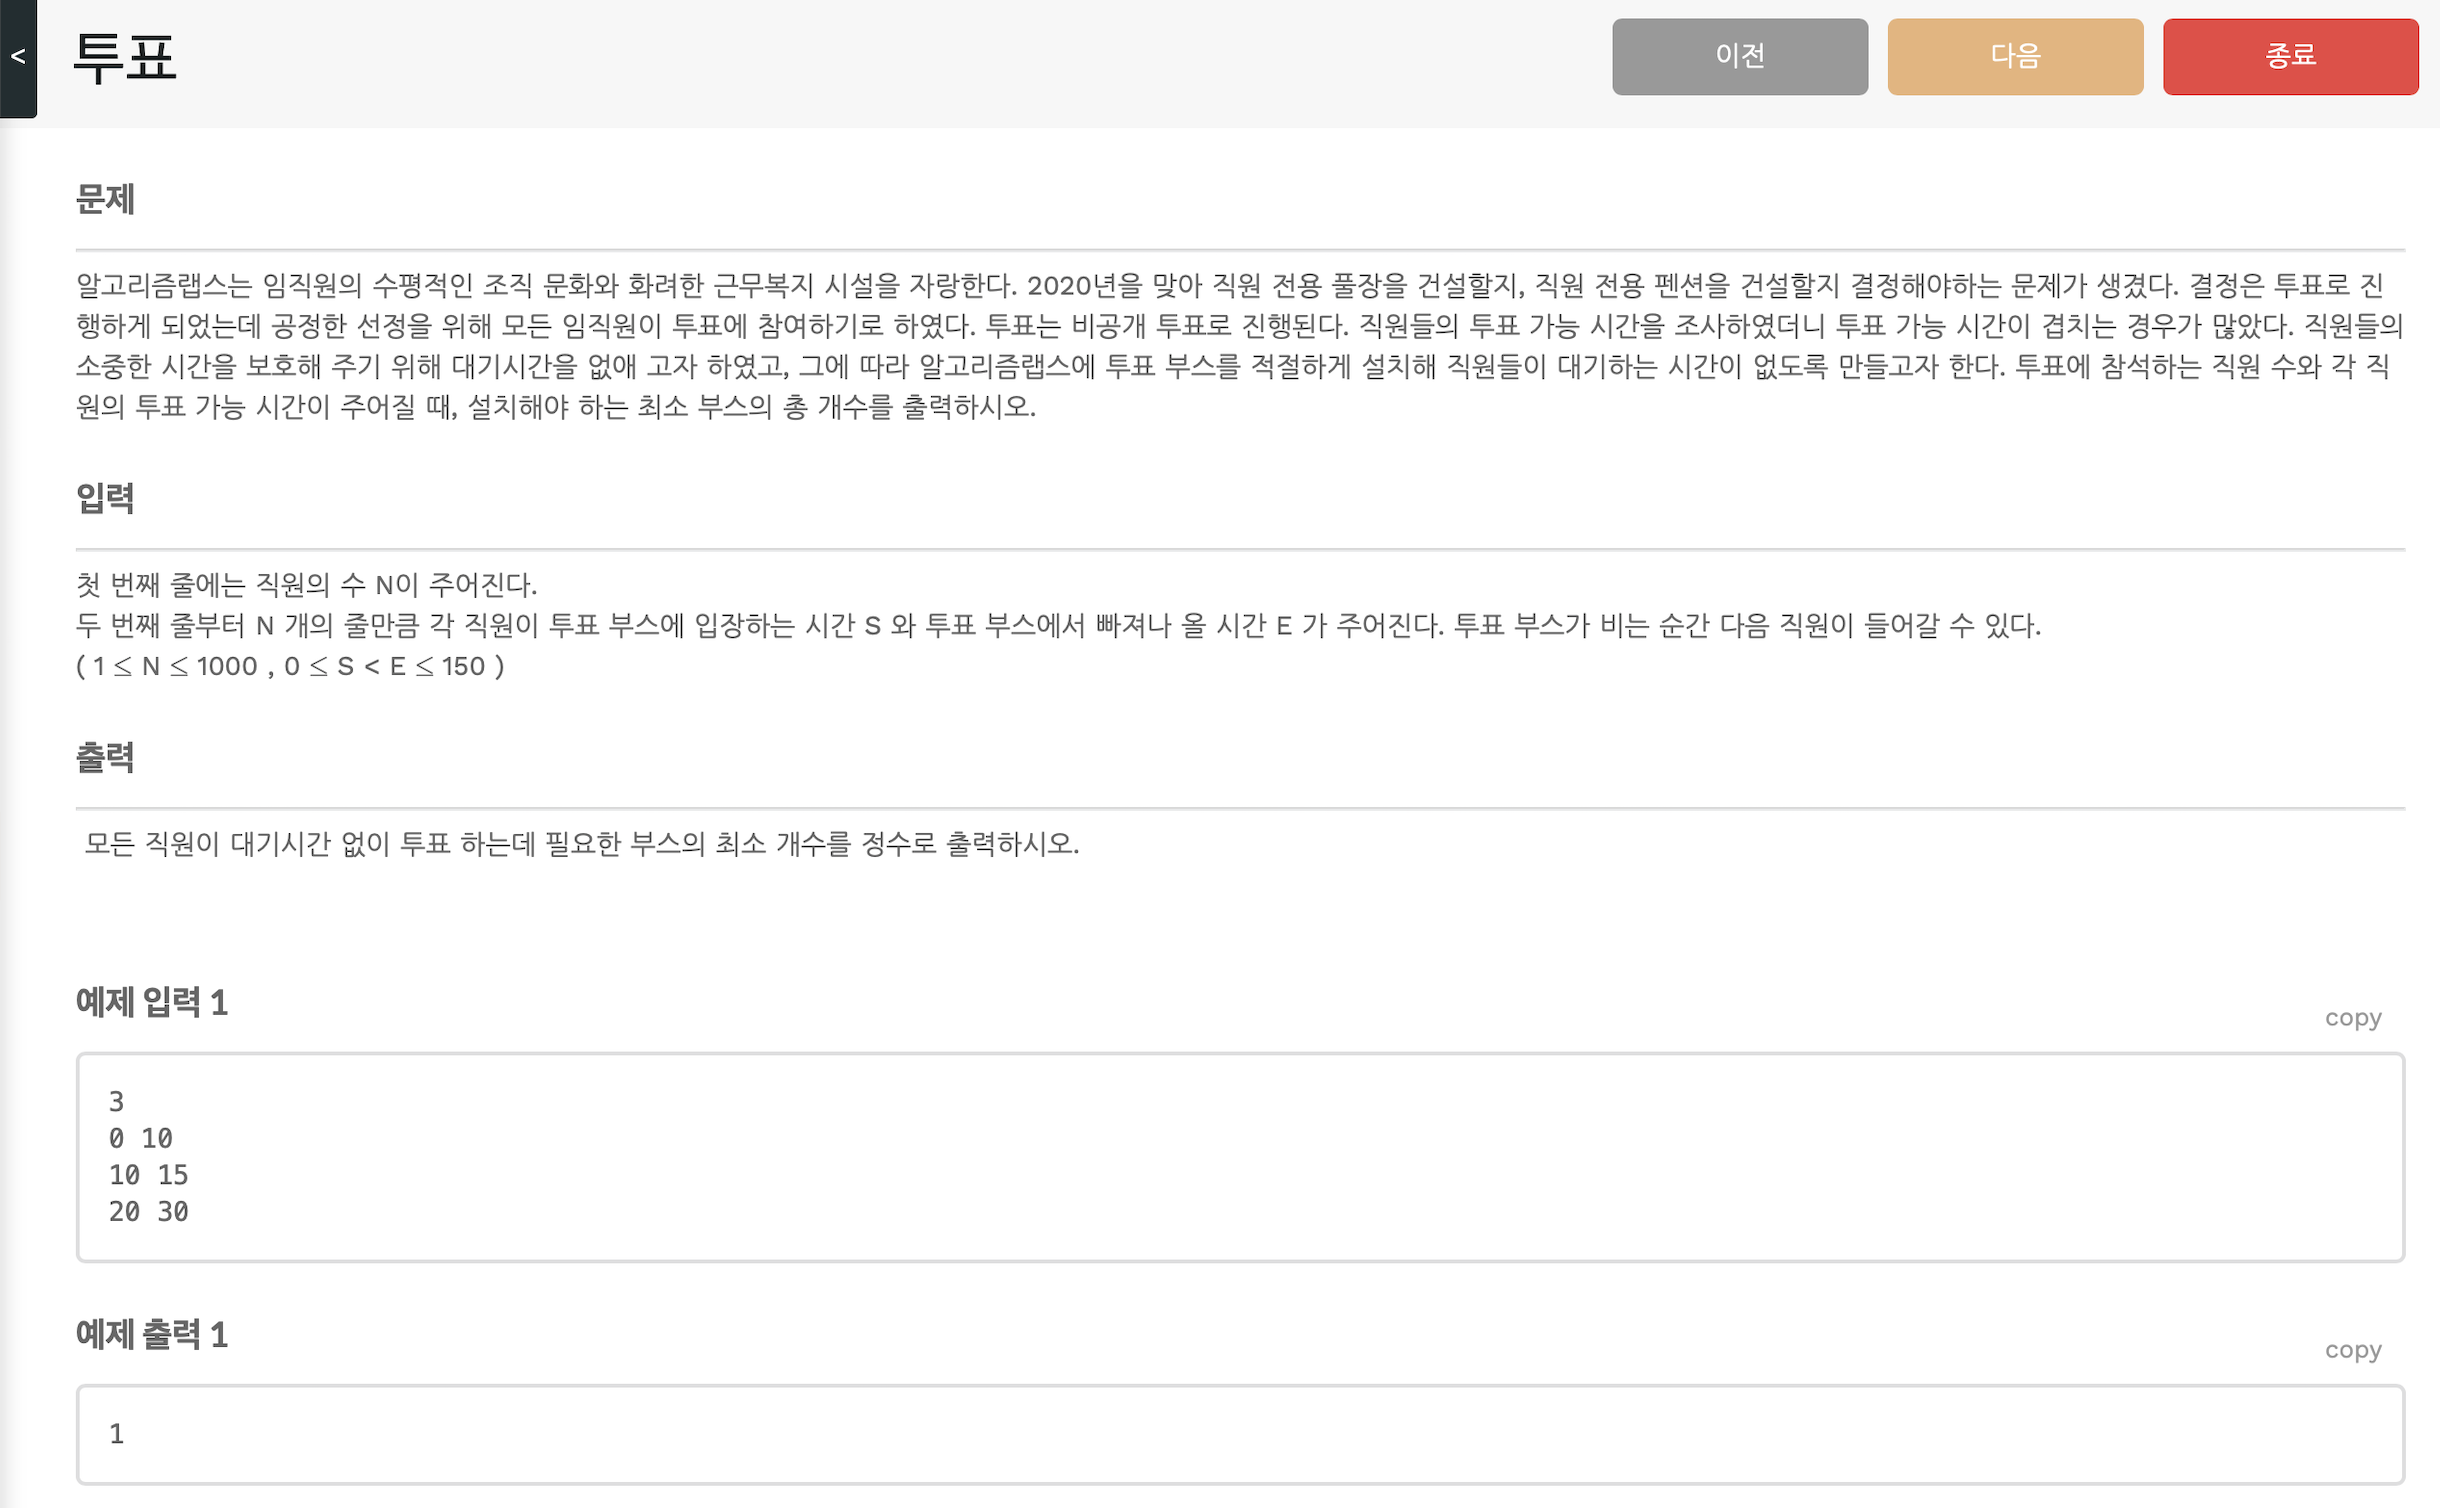 <
투표
이전
다음
종료
문제
알고리즘랩스는 임직원의 수평적인 조직 문화와 화려한 근무복지 시설을 자랑한다. 2020년을 맞아 직원 전용 풀장을 건설할지, 직원 전용 펜션을 건설할지 결정해야하는 문제가 생겼다. 결정은 투표로 진
행하게 되었는데 공정한 선정을 위해 모든 임직원이 투표에 참여하기로 하였다. 투표는 비공개 투표로 진행된다. 직원들의 투표 가능 시간을 조사하였더니 투표 가능 시간이 겹치는 경우가 많았다. 직원들의
소중한 시간을 보호해 주기 위해 대기시간을 없애 고자 하였고, 그에 따라 알고리즘랩스에 투표 부스를 적절하게 설치해 직원들이 대기하는 시간이 없도록 만들고자 한다. 투표에 참석하는 직원 수와 각 직
원의 투표 가능 시간이 주어질 때, 설치해야 하는 최소 부스의 총 개수를 출력하시오.
입력
첫 번째 줄에는 직원의 수 N이 주어진다.
두 번째 줄부터 N 개의 줄만큼 각 직원이 투표 부스에 입장하는 시간 S 와 투표 부스에서 빠져나 올 시간 E 가 주어진다. 투표 부스가 비는 순간 다음 직원이 들어갈 수 있다.
( 1 ≤ N ≤ 1000 , 0 ≤ S < E ≤ 150 )
출력
모든 직원이 대기시간 없이 투표 하는데 필요한 부스의 최소 개수를 정수로 출력하시오.
예제 입력 1
copy
3
0 10
10 15
20 30
예제 출력 1
copy
1